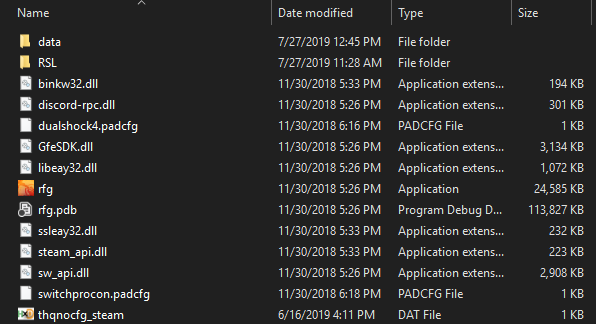 Name Date modified Type Size
data 7/27/2019 12:45 PM File folder
RSL 7/27/2019 11:28 AM File folder
binkw32.dll 11/30/2018 5:33 PM Application extens... 194 KB
discord-rpc.dll 11/30/2018 5:26 PM Application extens... 301 KB
dualshock4.padcfg 11/30/2018 6:16 PM PADCFG File 1 KB
GfeSDK.dll 11/30/2018 5:26 PM Application extens... 3,134 KB
libeay32.dll 11/30/2018 5:33 PM Application extens... 1,072 KB
rfg 11/30/2018 5:26 PM Application 24,585 KB
rfg.pdb 11/30/2018 5:26 PM Program Debug D... 113,827 KB
ssleay32.dll 11/30/2018 5:33 PM Application extens... 232 KB
steam_api.dll 11/30/2018 5:33 PM Application extens... 223 KB
sw_api.dll 11/30/2018 5:26 PM Application extens... 2,908 KB
switchprocon.padcfg 11/30/2018 6:18 PM PADCFG File 1 KB
thqnocfg_steam 6/16/2019 4:11 PM DAT File 1 KB